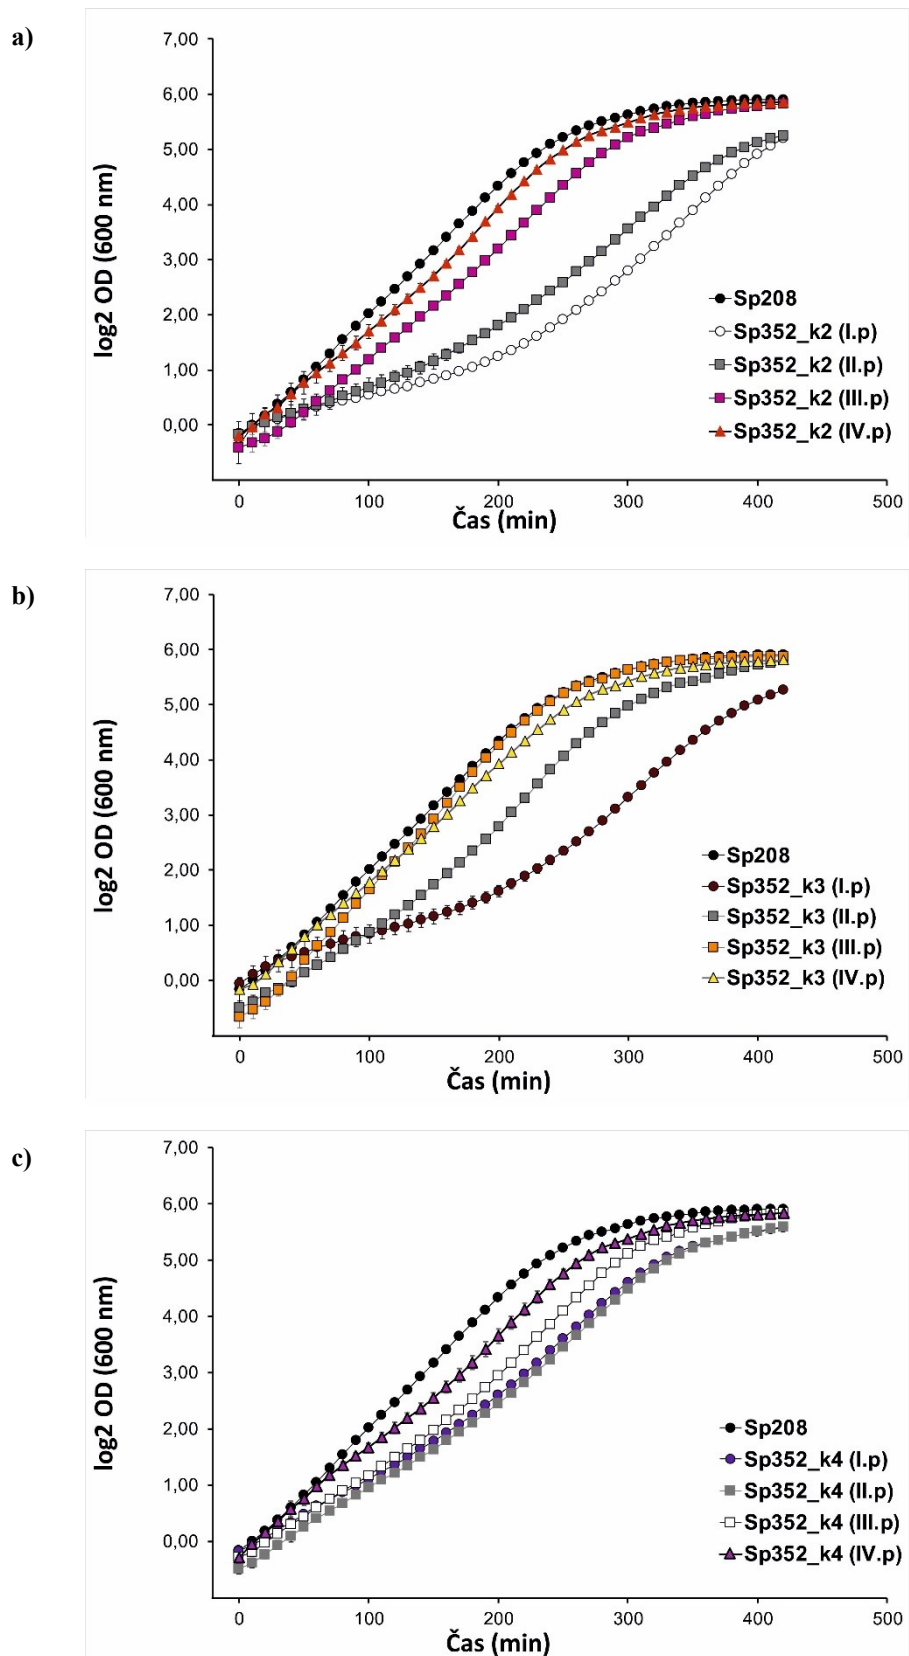 a)
7,00
6,00
5,00
4,00
3,00
2,00
1,00
0,00
log2 OD (600 nm)
Sp208
Sp352_k2 (I.p)
Sp352_k2 (II.p)
Sp352_k2 (III.p)
Sp352_k2 (IV.p)
0 100 200 300 400 500
Čas (min)
b)
7,00
6,00
5,00
4,00
3,00
2,00
1,00
0,00
log2 OD (600 nm)
Sp208
Sp352_k3 (I.p)
Sp352_k3 (II.p)
Sp352_k3 (III.p)
Sp352_k3 (IV.p)
0 100 200 300 400 500
Čas (min)
c)
7,00
6,00
5,00
4,00
3,00
2,00
1,00
0,00
log2 OD (600 nm)
Sp208
Sp352_k4 (I.p)
Sp352_k4 (II.p)
Sp352_k4 (III.p)
Sp352_k4 (IV.p)
0 100 200 300 400 500
Čas (min)